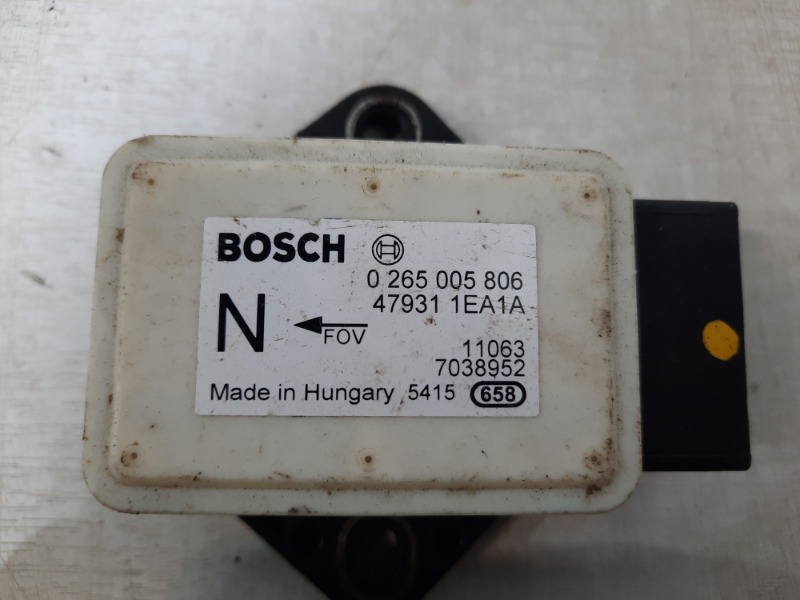 BOSCH
0 265 005 806
47931 1EA1A
N
FOV
11063
7038952
Made in Hungary 5415 658